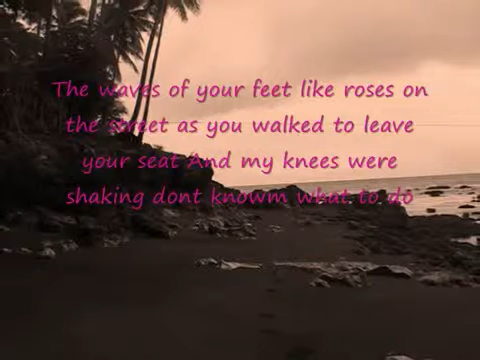 The waves of your feet like roses on
the street as you walked to leave
your seat And my knees were
shaking dont knowm what to do